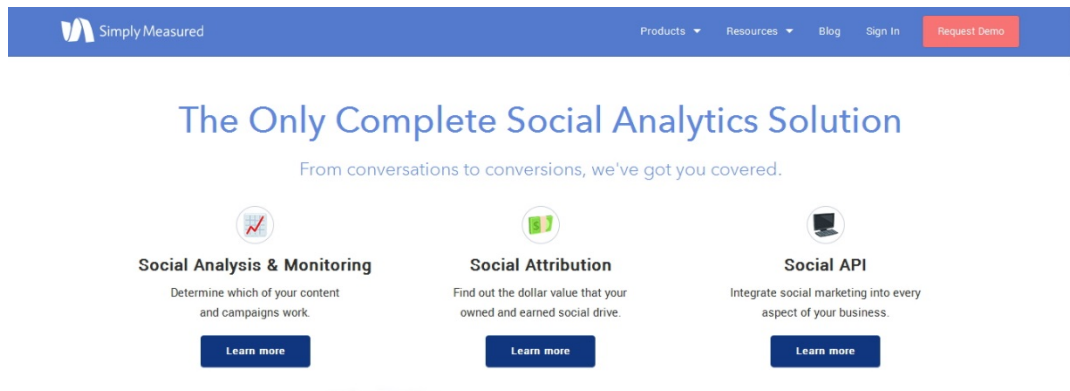 Simply Measured
Products Resources Blog Sign In Request Demo
The Only Complete Social Analytics Solution
From conversations to conversions, we've got you covered.
Social Analysis & Monitoring
Determine which of your content
and campaigns work.
Learn more
Social Attribution
Find out the dollar value that your
owned and earned social drive.
Learn more
Social API
Integrate social marketing into every
aspect of your business.
Learn more